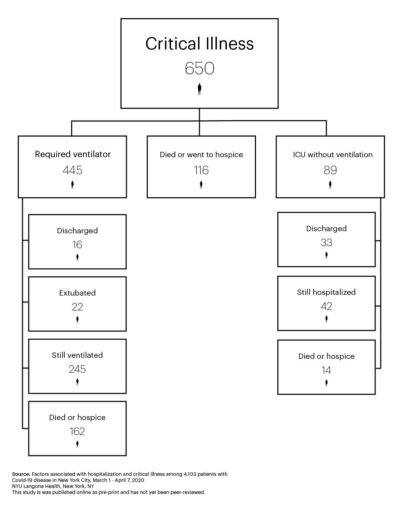 Critical Illness
650
Required ventilator
445
Died or went to hospice
116
ICU without ventilation
89
Discharged
16
Extubated
22
Still ventilated
245
Died or hospice
162
Discharged
33
Still hospitalized
42
Died or hospice
14
Source: Factors associated with hospitalization and critical illness among 4,103 patients with
Covid-19 disease in New York City, March 1 - April 7, 2020
NYU Langone Health, New York, NY
This study is was published online as pre-print and has not yet been peer-reviewed.